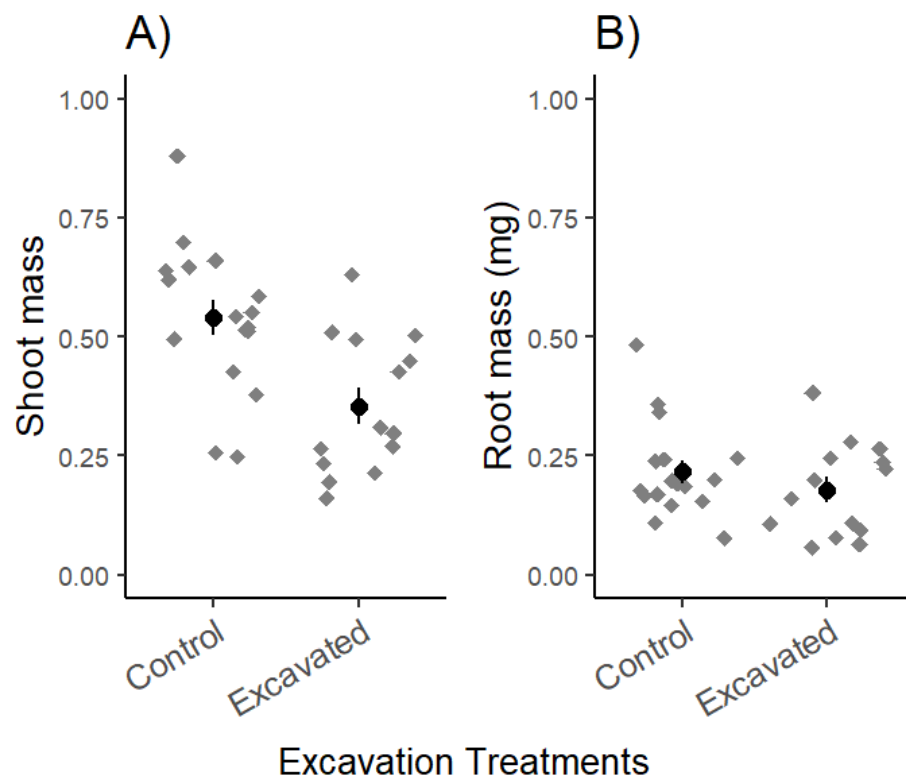 A)
Shoot mass
1.00
0.75
0.50
0.25
0.00
Control
Excavated
B)
Root mass (mg)
1.00
0.75
0.50
0.25
0.00
Control
Excavated
Excavation Treatments